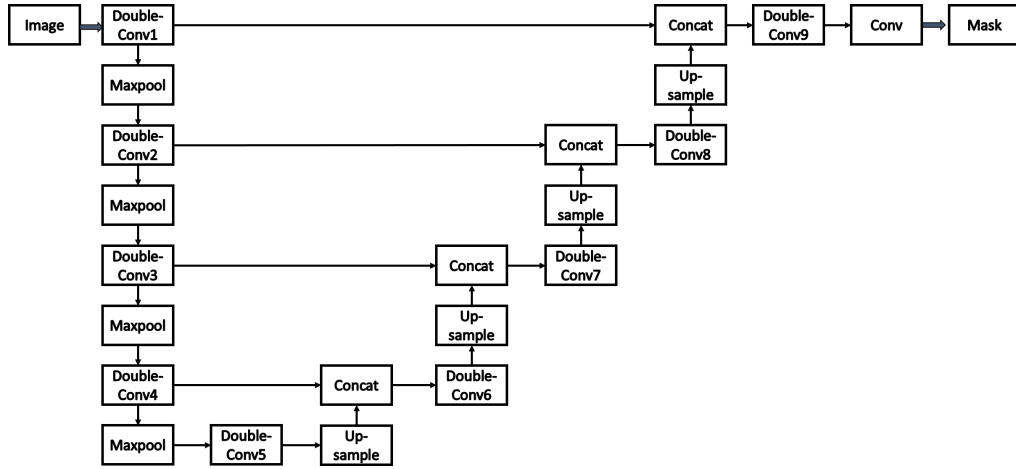 Image
Double-
Conv1
Concat
Double-
Conv9
Conv
Mask
Maxpool
Up-
sample
Double-
Conv2
Concat
Double-
Conv8
Maxpool
Up-
sample
Double-
Conv3
Concat
Double-
Conv7
Maxpool
Up-
sample
Double-
Conv4
Concat
Double-
Conv6
Maxpool
Double-
Conv5
Up-
sample